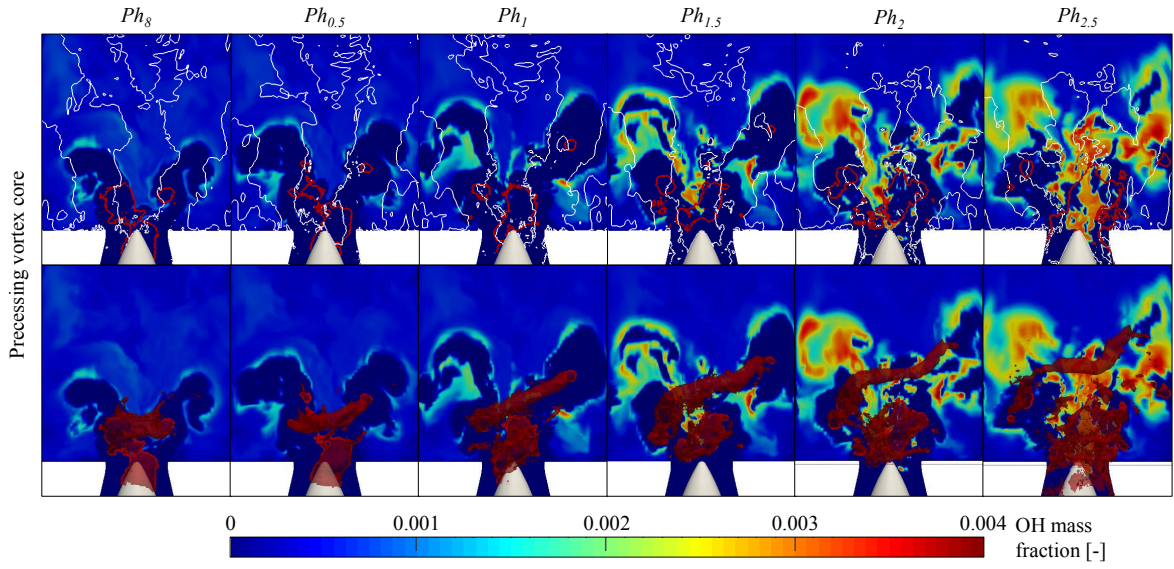 Ph8 Ph0.5 Ph1 Ph1.5 Ph2 Ph2.5
Precessing vortex core
0 0.001 0.002 0.003 0.004 OH mass
fraction [-]